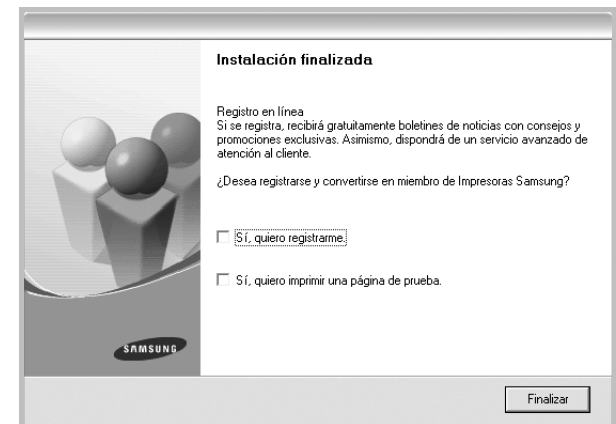 Instalación finalizada
Registro en línea
Si se registra, recibirá gratuitamente boletines de noticias con consejos y
promociones exclusivas. Asimismo, dispondrá de un servicio avanzado de
atención al cliente.
¿Desea registrarse y convertirse en miembro de Impresoras Samsung?
Sí, quiero registrarme.
Sí, quiero imprimir una página de prueba.
SAMSUNG
Finalizar